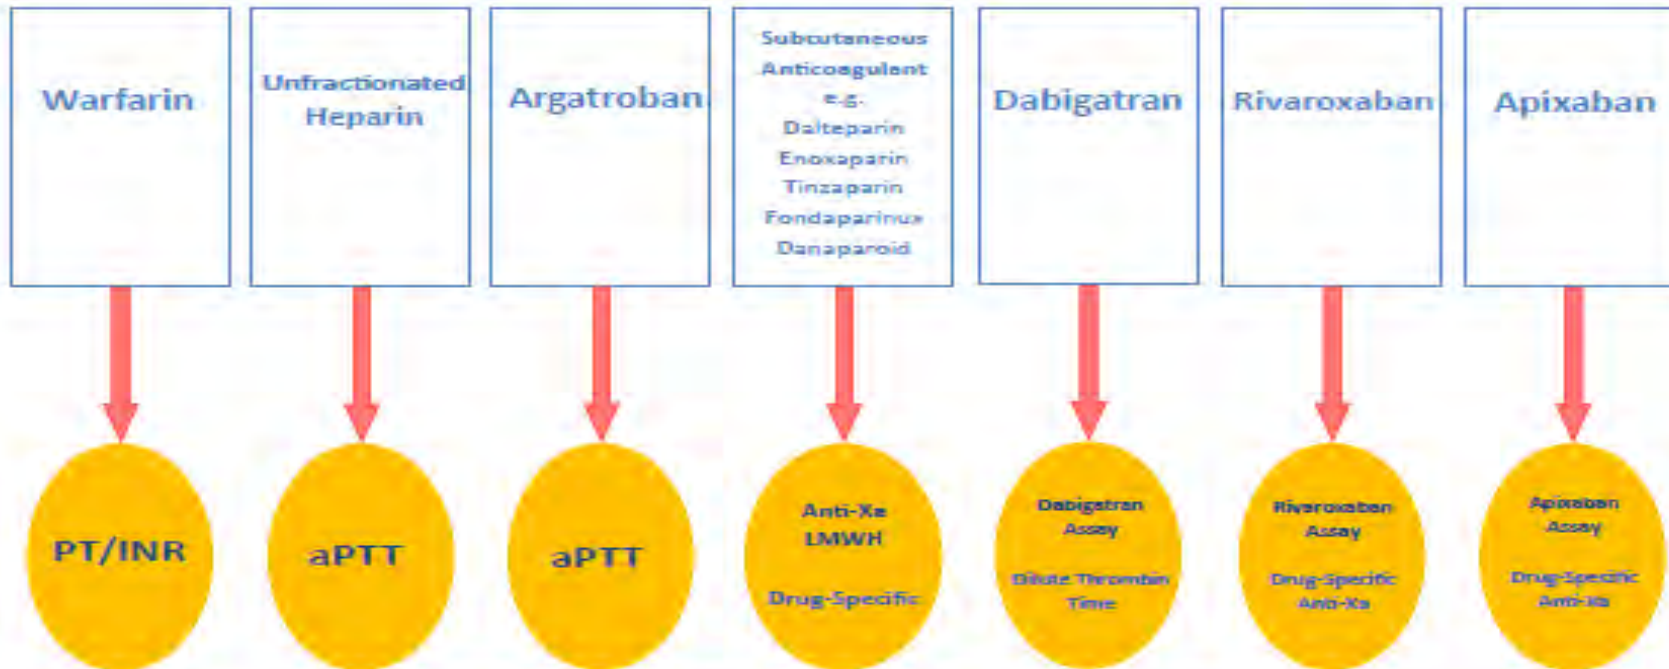 Warfarin
Unfractionated
Heparin
Argatroban
Subcutaneous
Anticoagulant
e.g.
Dalteparin
Enoxaparin
Tinzaparin
Fondaparinux
Danaparoid
Dabigatran
Rivaroxaban
Apixaban
PT/INR
aPTT
aPTT
Anti-Xa
LMWH
Drug-Specific
Dabigatran
Assay
Dilute Thrombin
Time
Rivaroxaban
Assay
Drug-Specific
Anti-Xa
Apixaban
Assay
Drug-Specific
Anti-Xa